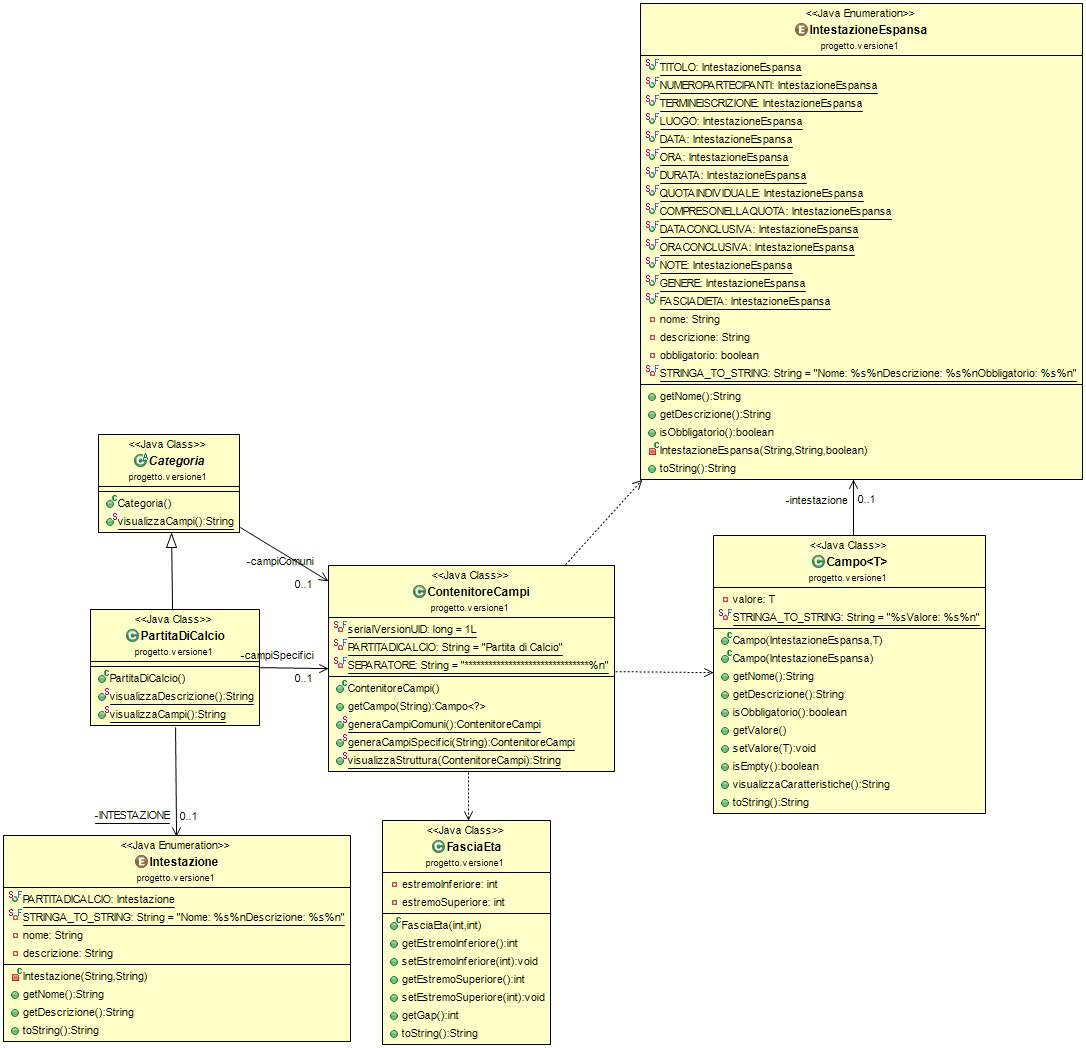 <<Java Enumeration>>
IntestazioneEspansa
progetto.versione1
TITOLO: IntestazioneEspansa
NUMEROPARTECIPANTI: IntestazioneEspansa
TERMINEISCRIZIONE: IntestazioneEspansa
LUOGO: IntestazioneEspansa
DATA: IntestazioneEspansa
ORA: IntestazioneEspansa
DURATA: IntestazioneEspansa
QUOTAINDIVIDUALE: IntestazioneEspansa
COMPRESONELLAQUOTA: IntestazioneEspansa
DATACONCLUSIVA: IntestazioneEspansa
ORACONCLUSIVA: IntestazioneEspansa
NOTE: IntestazioneEspansa
GENERE: IntestazioneEspansa
FASCIADIETA: IntestazioneEspansa
nome: String
descrizione: String
obbligatorio: boolean
STRINGA_TO_STRING: String = "Nome: %s%nDescrizione: %s%nObbligatorio: %s%n"
getNome():String
getDescrizione():String
isObbligatorio():boolean
IntestazioneEspansa(String,String,boolean)
toString():String
<<Java Class>>
Categoria
progetto.versione1
Categoria()
visualizzaCampi():String
-campiComuni
0..1
-intestazione 0..1
<<Java Class>>
Campo<T>
progetto.versione1
valore: T
STRINGA_TO_STRING: String = "%sValore: %s%n"
Campo(IntestazioneEspansa,T)
Campo(IntestazioneEspansa)
getNome():String
getDescrizione():String
isObbligatorio():boolean
getValore()
setValore(T):void
isEmpty():boolean
visualizzaCaratteristiche():String
toString():String
<<Java Class>>
ContenitoreCampi
progetto.versione1
serialVersionUID: long = 1L
PARTITADICALCIO: String = "Partita di Calcio"
SEPARATORE: String = "*******************************%n"
ContenitoreCampi()
getCampo(String):Campo<?>
generaCampiComuni():ContenitoreCampi
generaCampiSpecifici(String):ContenitoreCampi
visualizzaStruttura(ContenitoreCampi):String
<<Java Class>>
PartitaDiCalcio
progetto.versione1
PartitaDiCalcio()
visualizzaDescrizione():String
visualizzaCampi():String
-campiSpecifici
0..1
-INTESTAZIONE 0..1
<<Java Enumeration>>
Intestazione
progetto.versione1
PARTITADICALCIO: Intestazione
STRINGA_TO_STRING: String = "Nome: %s%nDescrizione: %s%n"
nome: String
descrizione: String
Intestazione(String,String)
getNome():String
getDescrizione():String
toString():String
<<Java Class>>
FasciaEta
progetto.versione1
estremoInferiore: int
estremoSuperiore: int
FasciaEta(int,int)
getEstremoInferiore():int
setEstremoInferiore(int):void
getEstremoSuperiore():int
setEstremoSuperiore(int):void
getGap():int
toString():String